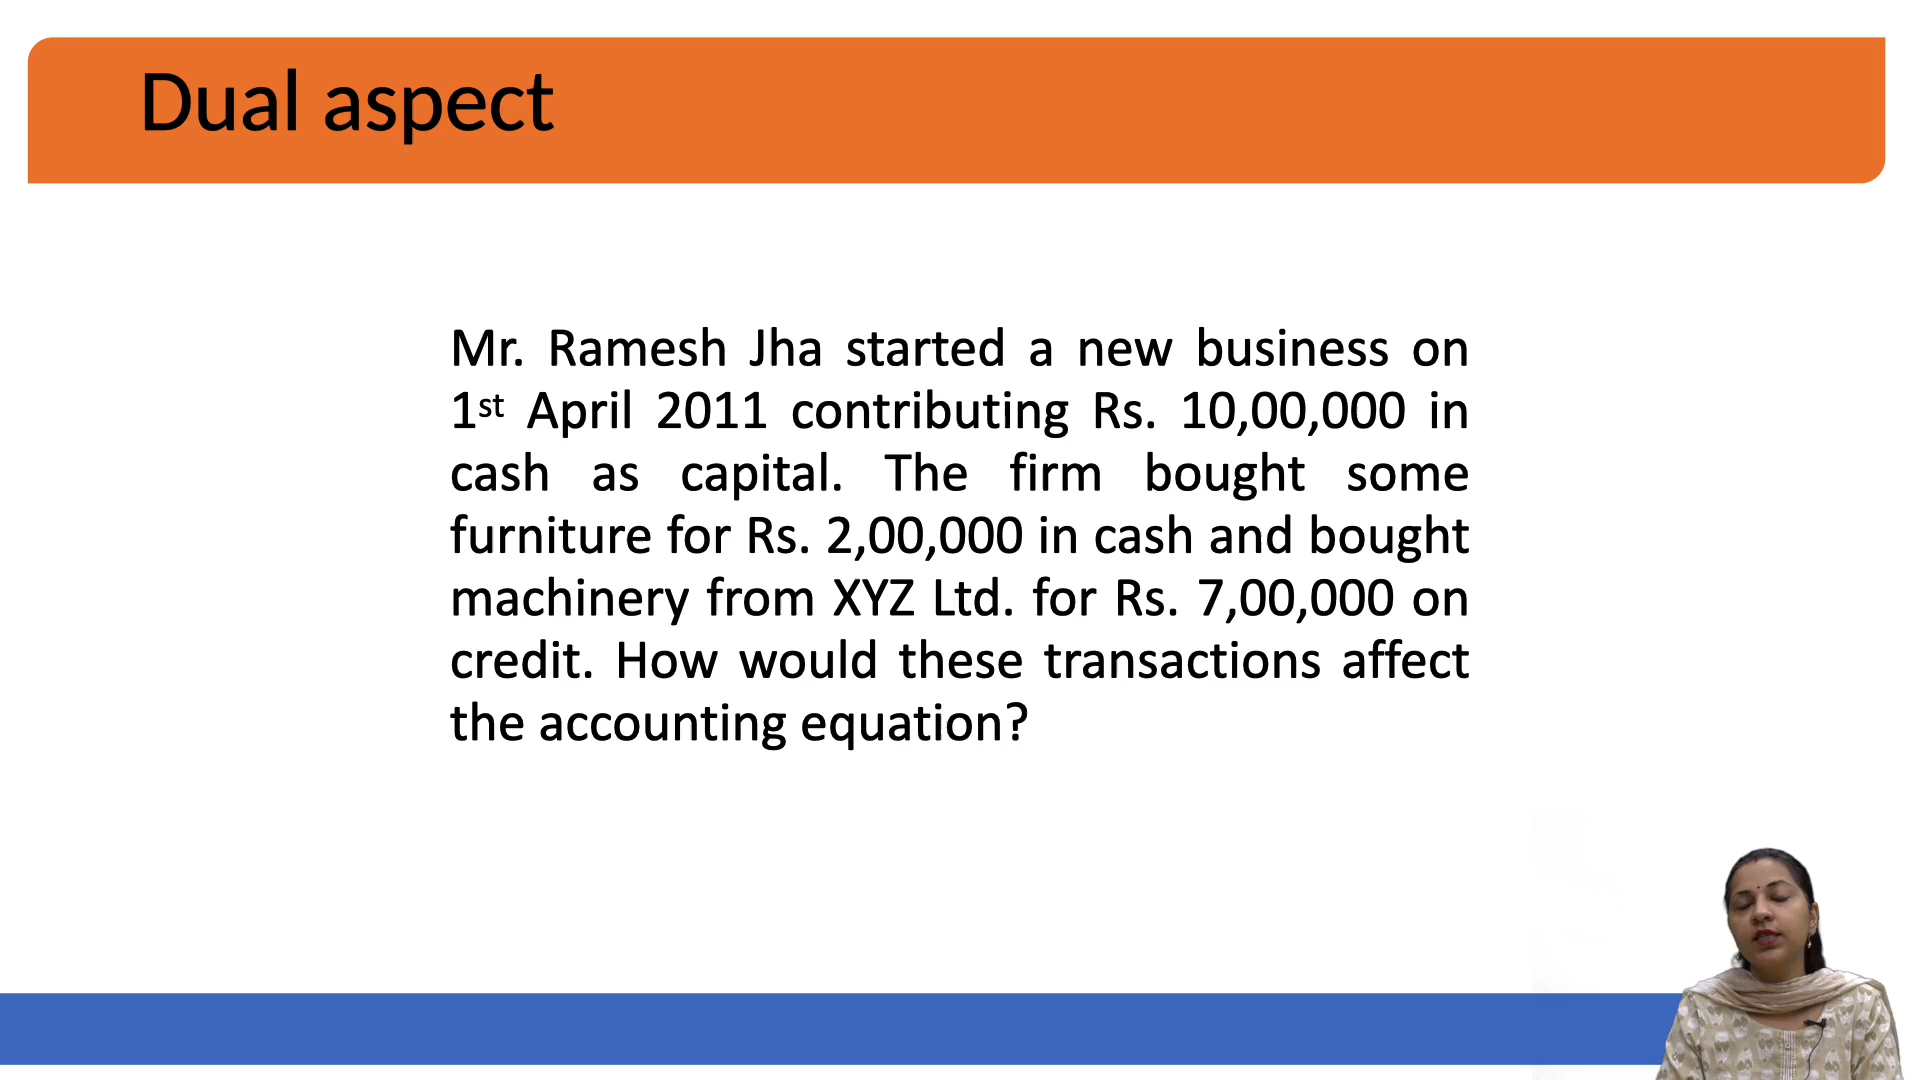 Dual aspect
Mr. Ramesh Jha started a new business on
1st April 2011 contributing Rs. 10,00,000 in
cash as capital. The firm bought some
furniture for Rs. 2,00,000 in cash and bought
machinery from XYZ Ltd. for Rs. 7,00,000 on
credit. How would these transactions affect
the accounting equation?